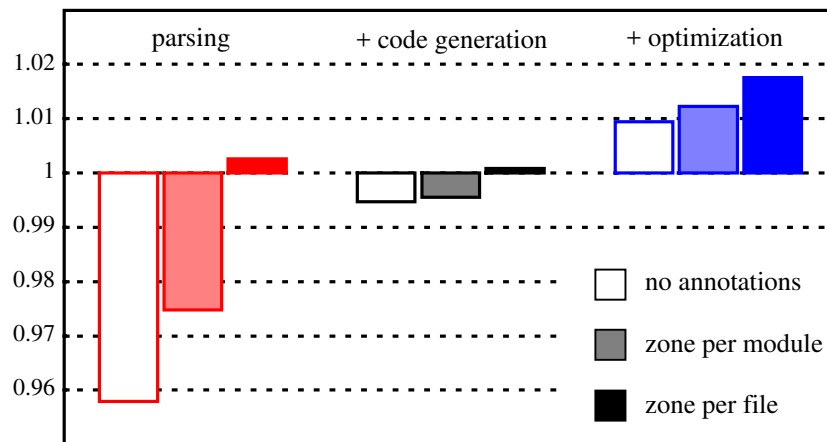 parsing + code generation + optimization
1.02
1.01
1
0.99
0.98
0.97
0.96
no annotations
zone per module
zone per file